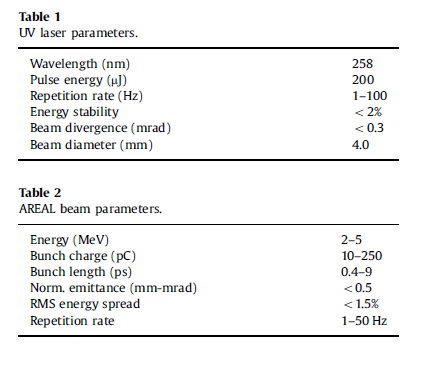 Table 1
UV laser parameters.
Wavelength (nm) 258
Pulse energy (μJ) 200
Repetition rate (Hz) 1–100
Energy stability < 2%
Beam divergence (mrad) < 0.3
Beam diameter (mm) 4.0
Table 2
AREAL beam parameters.
Energy (MeV) 2–5
Bunch charge (pC) 10–250
Bunch length (ps) 0.4–9
Norm. emittance (mm-mrad) < 0.5
RMS energy spread < 1.5%
Repetition rate 1–50 Hz